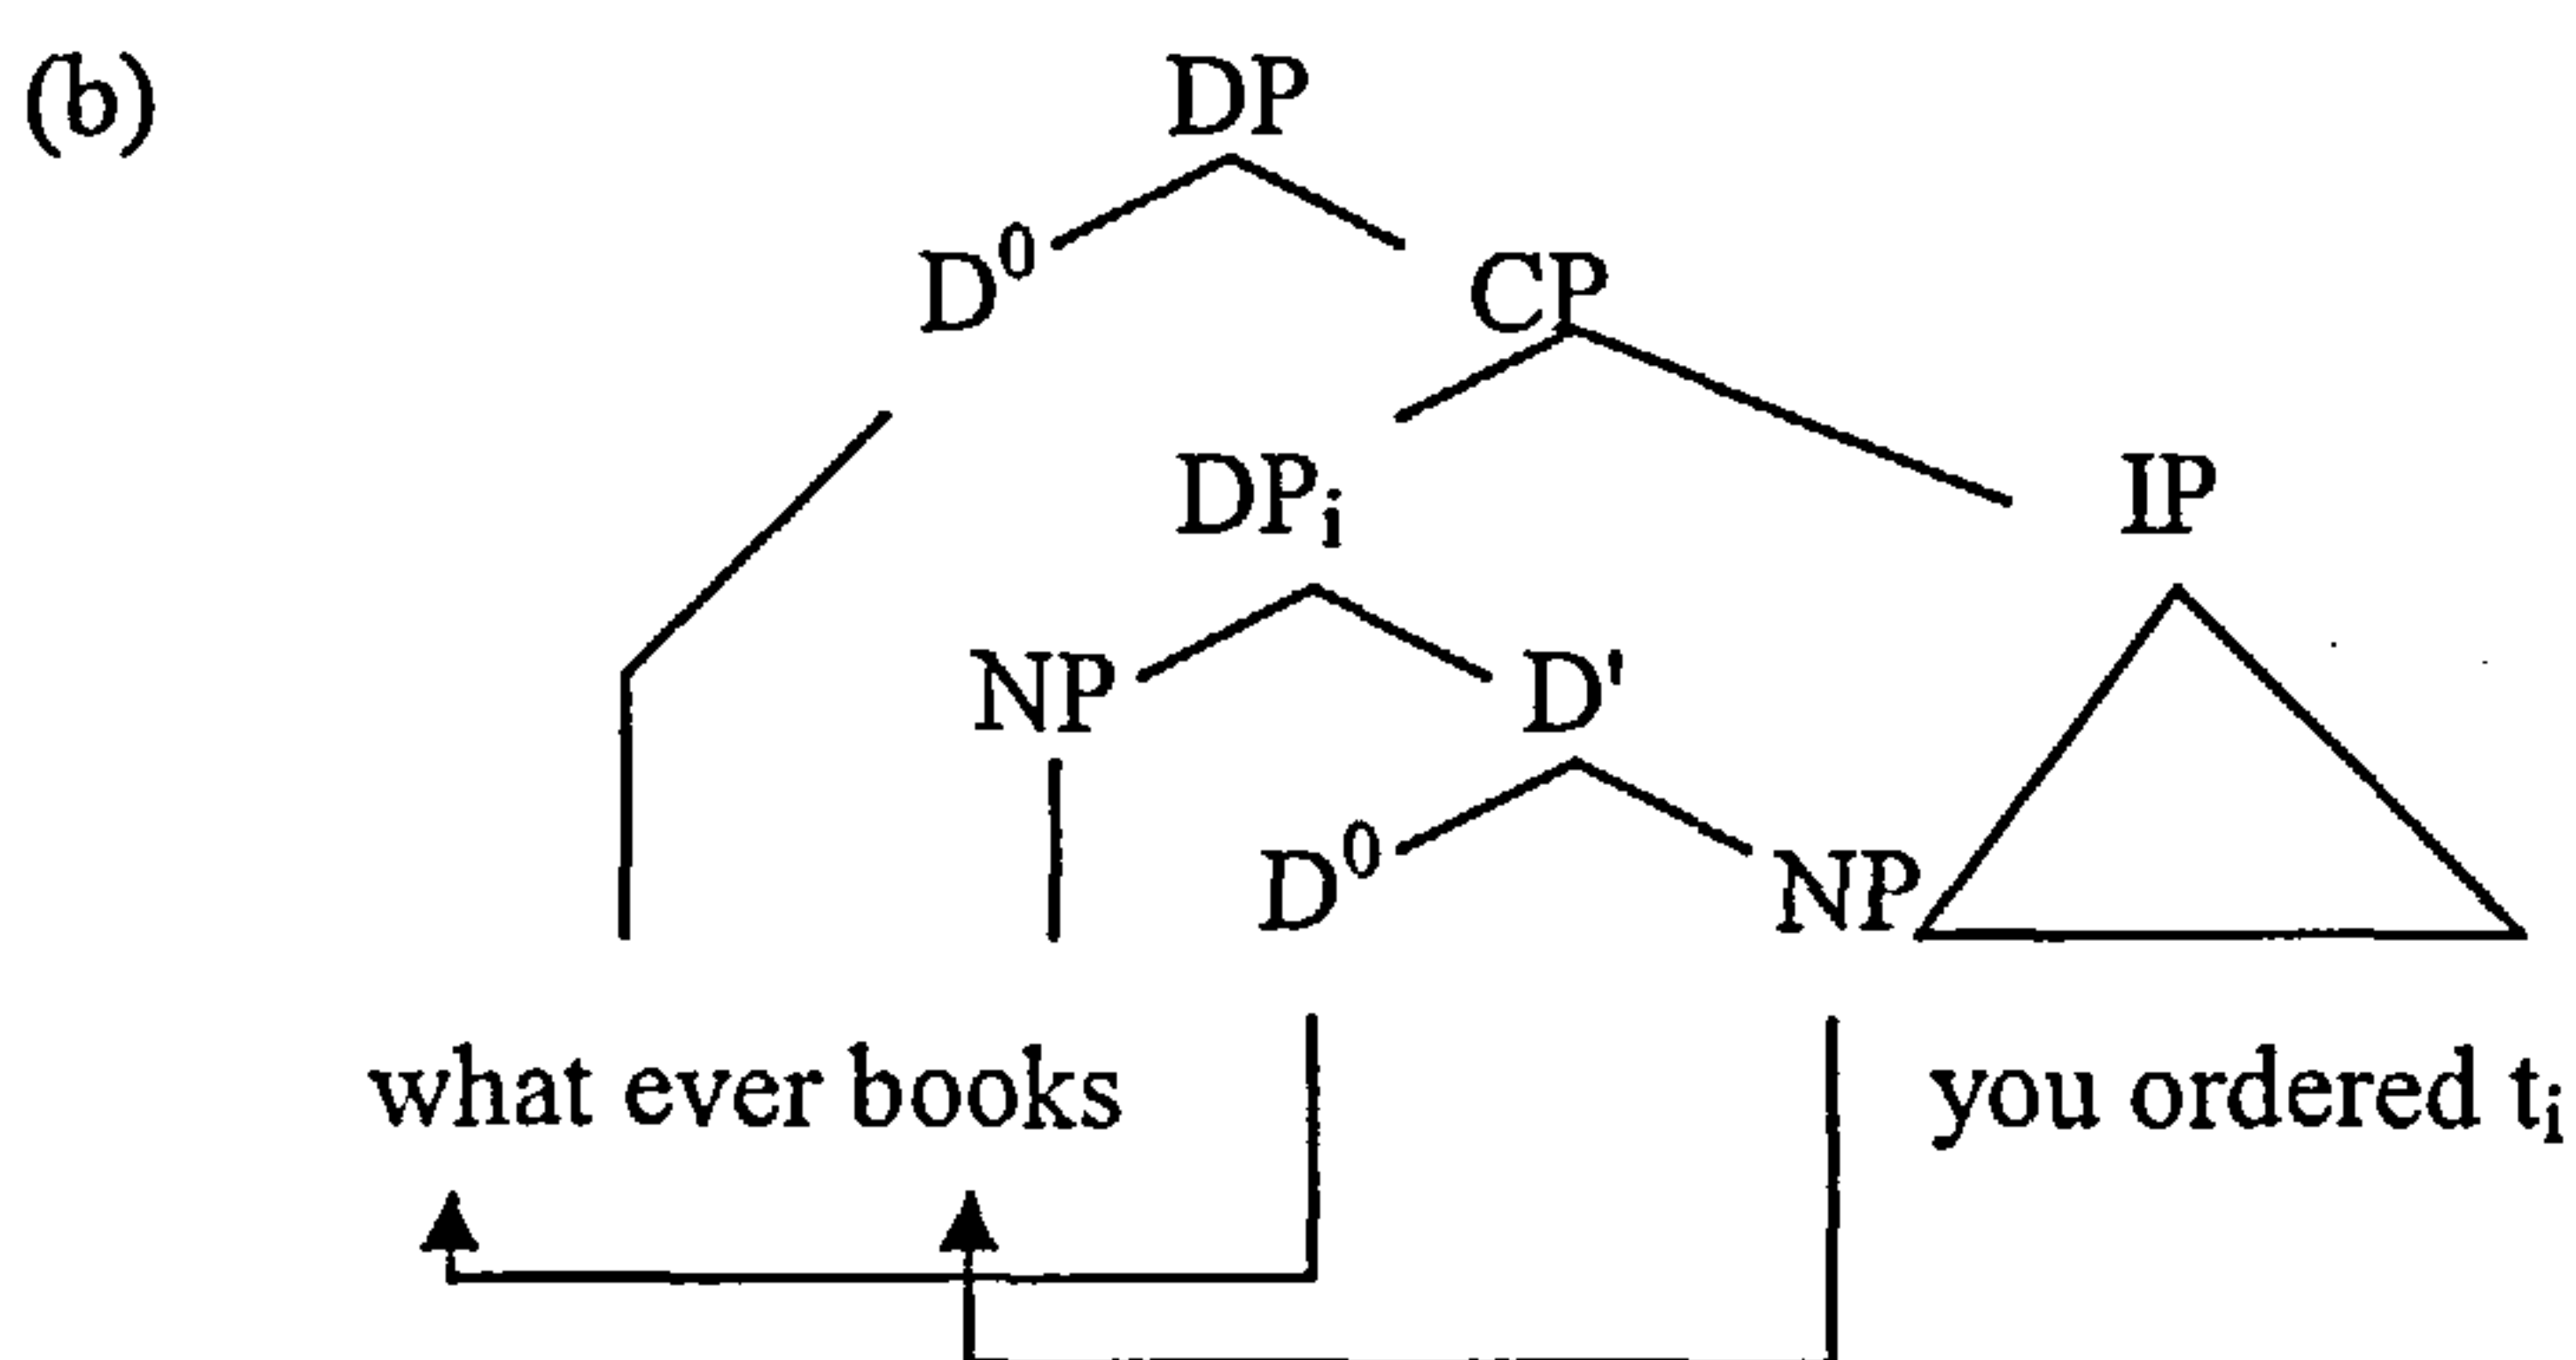 (b) DP
D⁰ CP
DPᵢ IP
NP D'
D⁰ NP
what ever books you ordered tᵢ